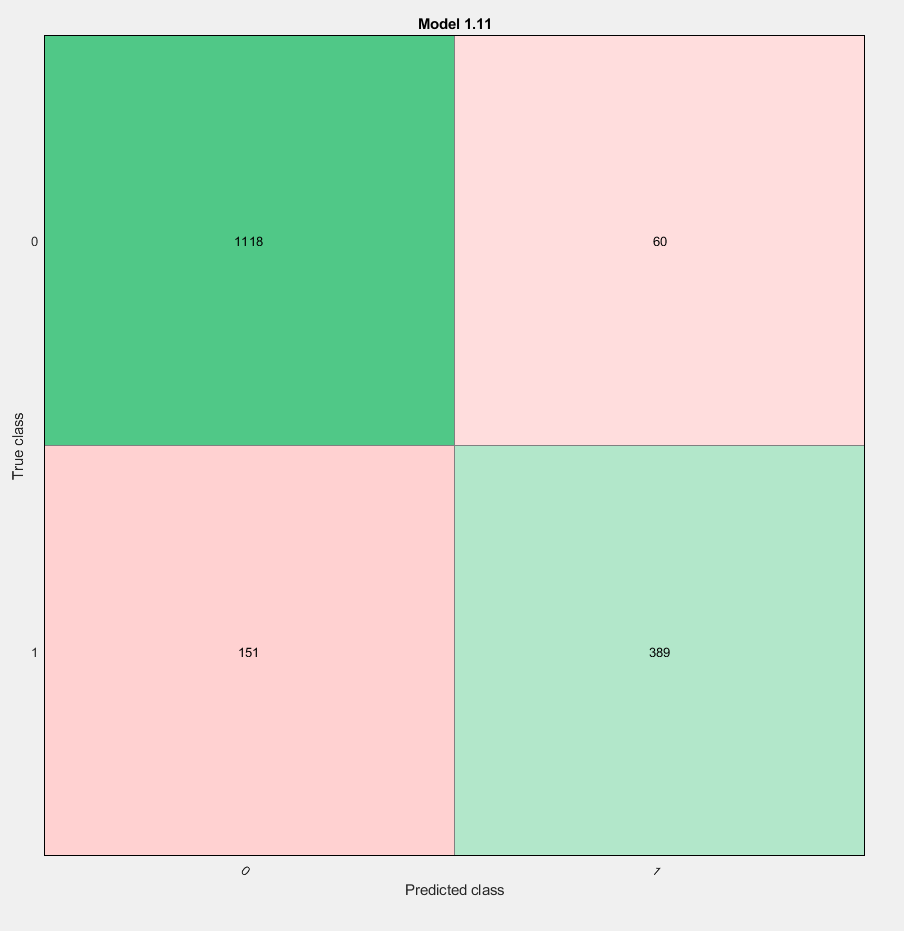 Model 1.11
True class
0
1118
60
1
151
389
0
1
Predicted class